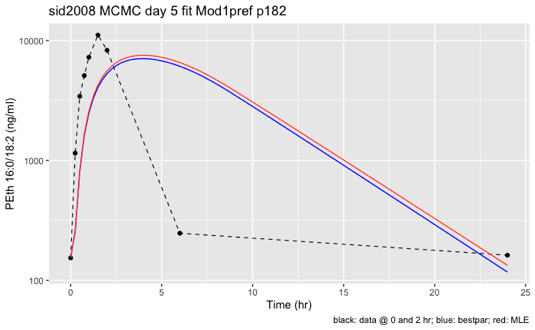 sid2008 MCMC day 5 fit Mod1pref p182
10000
1000
100
PEth 16:0/18:2 (ng/ml)
0
5
10
15
20
25
Time (hr)
black: data @ 0 and 2 hr; blue: bestpar; red: MLE